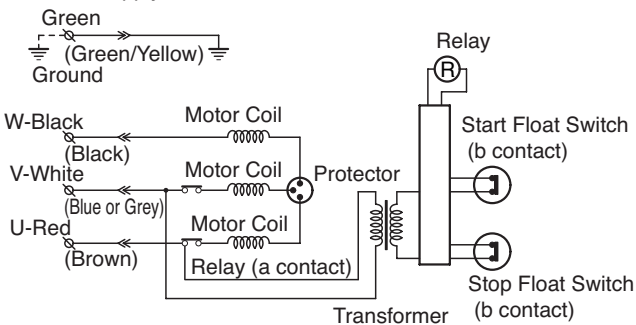 Green
(Green/Yellow)
Ground
Relay
R
W-Black
Motor Coil
Start Float Switch
(b contact)
(Black)
V-White
Motor Coil
Protector
(Blue or Grey)
Motor Coil
U-Red
(Brown)
Relay (a contact)
Stop Float Switch
(b contact)
Transformer